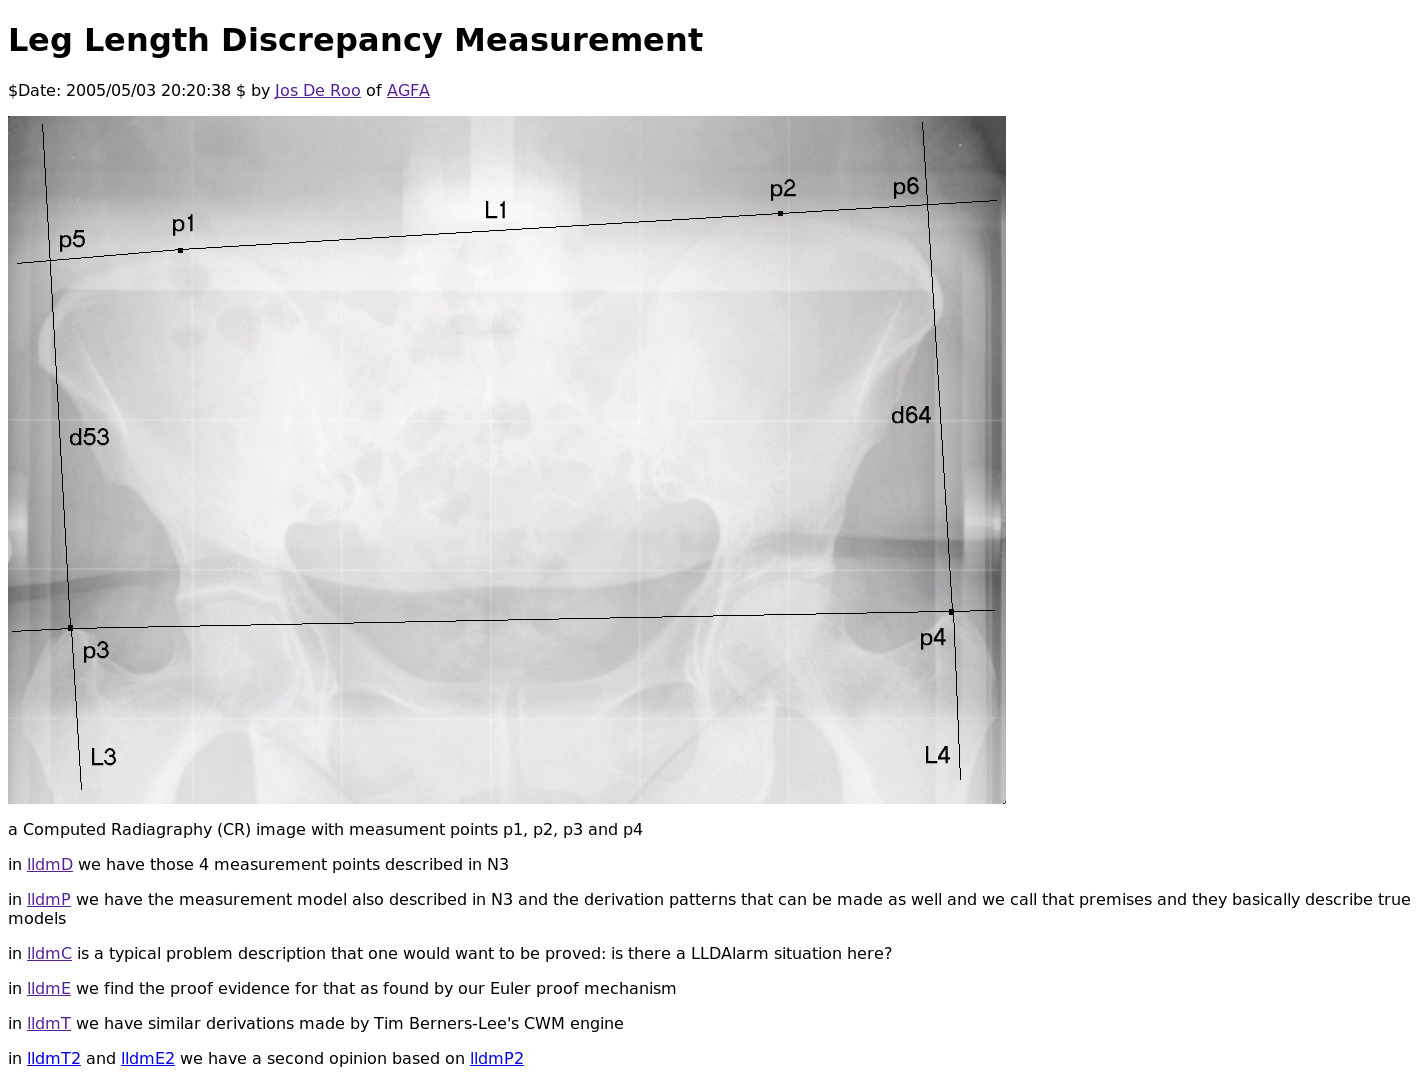 Leg Length Discrepancy Measurement
$Date: 2005/05/03 20:20:38 $ by Jos De Roo of AGFA
p2
p6
L1
p1
p5
d64
d53
p4
p3
L4
L3
a Computed Radiagraphy (CR) image with measument points p1, p2, p3 and p4
in lldmD we have those 4 measurement points described in N3
in lldmP we have the measurement model also described in N3 and the derivation patterns that can be made as well and we call that premises and they basically describe true
models
in lldmC is a typical problem description that one would want to be proved: is there a LLDAlarm situation here?
in lldmE we find the proof evidence for that as found by our Euler proof mechanism
in lldmT we have similar derivations made by Tim Berners-Lee's CWM engine
in lldmT2 and lldmE2 we have a second opinion based on lldmP2